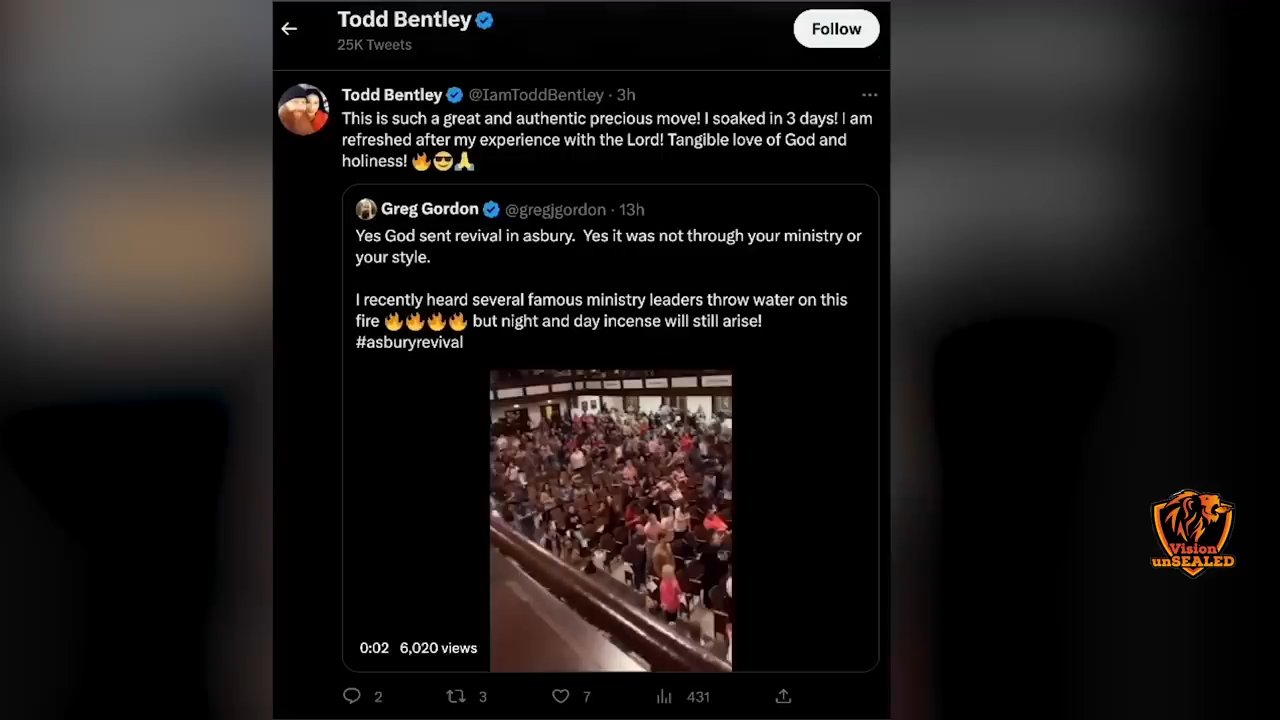 Todd Bentley
25K Tweets
Follow
Todd Bentley @IamToddBentley · 3h
This is such a great and authentic precious move! I soaked in 3 days! I am
refreshed after my experience with the Lord! Tangible love of God and
holiness! 🔥😎🙏
Greg Gordon @gregjgordon · 13h
Yes God sent revival in asbury.  Yes it was not through your ministry or
your style.
I recently heard several famous ministry leaders throw water on this
fire 🔥🔥🔥🔥 but night and day incense will still arise!
#asburyrevival
0:02 6,020 views
2 3 7 431
Vision
unSEALED